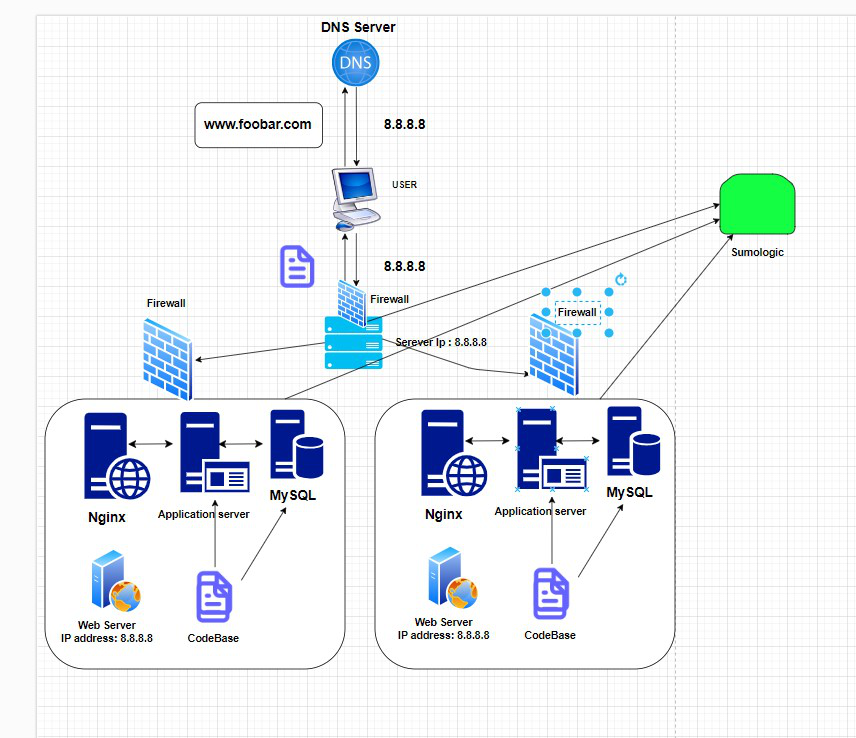 DNS Server
DNS
www.foobar.com
8.8.8.8
USER
8.8.8.8
Sumologic
Firewall
Firewall
Firewall
Serever Ip : 8.8.8.8
Nginx
Application server
MySQL
Web Server
IP address: 8.8.8.8
CodeBase
Nginx
Application server
MySQL
Web Server
IP address: 8.8.8.8
CodeBase